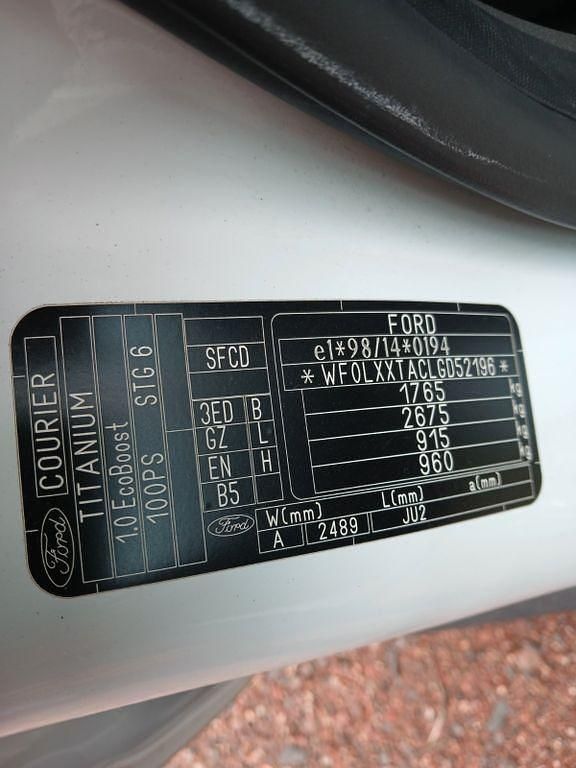 FORD
e1*98/14*0194
*WF0LXXTACLGD52196*
1765 kg
2675 kg
915 kg
960 kg
Ford COURIER
TITANIUM
1.0 EcoBoost STG 6
100PS
SFCD
3ED B
GZ L
EN H
B5
Ford
W(mm) L(mm) a(mm)
A 2489 JU2